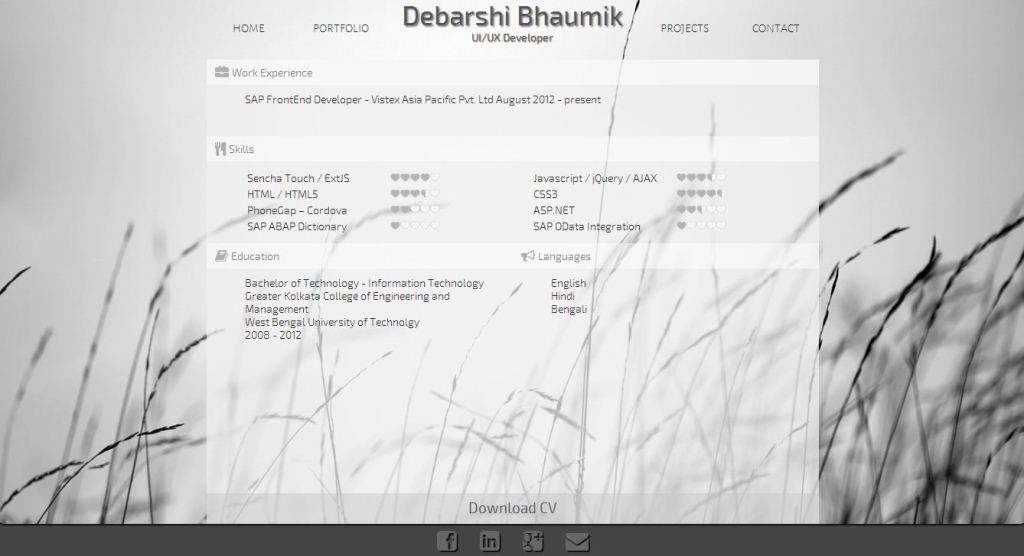 HOME
PORTFOLIO
Debarshi Bhaumik
UI/UX Developer
PROJECTS
CONTACT
Work Experience
SAP FrontEnd Developer - Vistex Asia Pacific Pvt. Ltd August 2012 - present
Skills
Sencha Touch / ExtJS
Javascript / jQuery / AJAX
HTML / HTML5
CSS3
PhoneGap – Cordova
ASP.NET
SAP ABAP Dictionary
SAP OData Integration
Education
Languages
Bachelor of Technology - Information Technology
Greater Kolkata College of Engineering and
Management
West Bengal University of Technolgy
2008 - 2012
English
Hindi
Bengali
Download CV